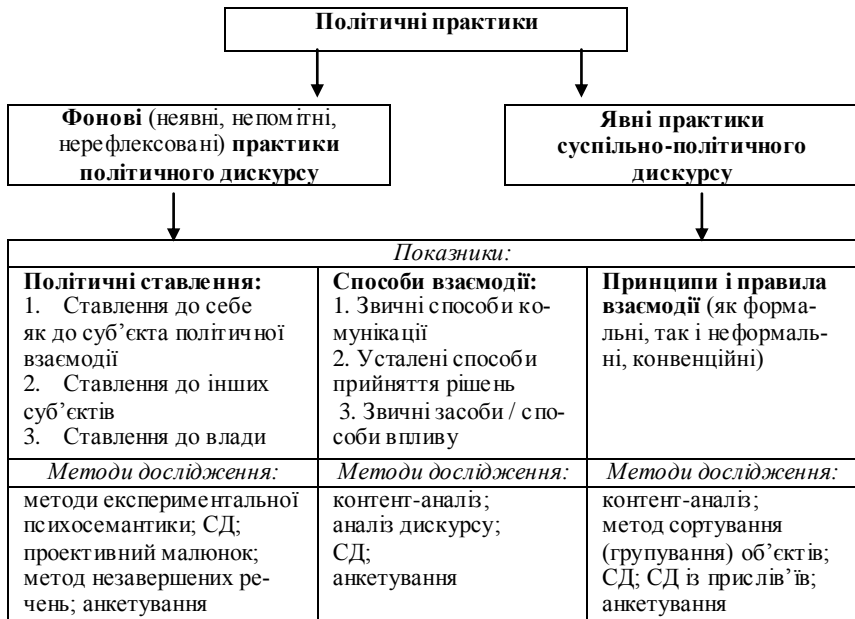 Політичні практики
Фонові (неявні, непомітні,
нерефлексовані) практики
політичного дискурсу
Явні практики
суспільно-політичного
дискурсу
Показники:
Політичні ставлення:
1. Ставлення до себе
як до суб’єкта політичної
взаємодії
2. Ставлення до інших
суб’єктів
3. Ставлення до влади
Способи взаємодії:
1. Звичні способи ко-
мунікації
2. Усталені способи
прийняття рішень
3. Звичні засоби / спо-
соби впливу
Принципи і правила
взаємодії (як форма-
льні, так і неформаль-
ні, конвенційні)
Методи дослідження:
методи експериментальної
психосемантики; СД;
проективний малюнок;
метод незавершених ре-
чень; анкетування
Методи дослідження:
контент-аналіз;
аналіз дискурсу;
СД;
анкетування
Методи дослідження:
контент-аналіз;
метод сортування
(групування) об’єктів;
СД; СД із прислів’їв;
анкетування